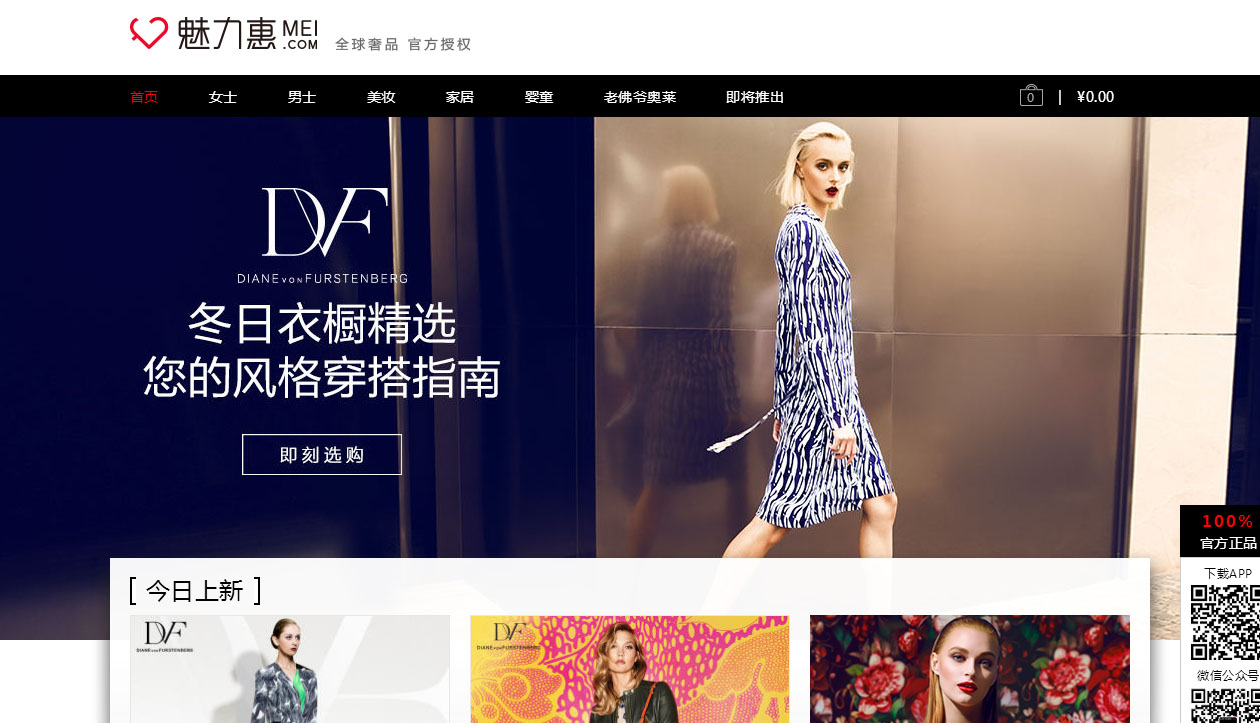 魅力惠 MEI
.COM
全球奢品 官方授权
首页 女士 男士 美妆 家居 婴童 老佛爷奥莱 即将推出 0 | ¥0.00
DVF
DIANE VON FURSTENBERG
冬日衣橱精选
您的风格穿搭指南
即刻选购
100%
官方正品
下载APP
微信公众号
[ 今日上新 ]
DVF
DIANE VON FURSTENBERG
DVF
DIANE VON FURSTENBERG